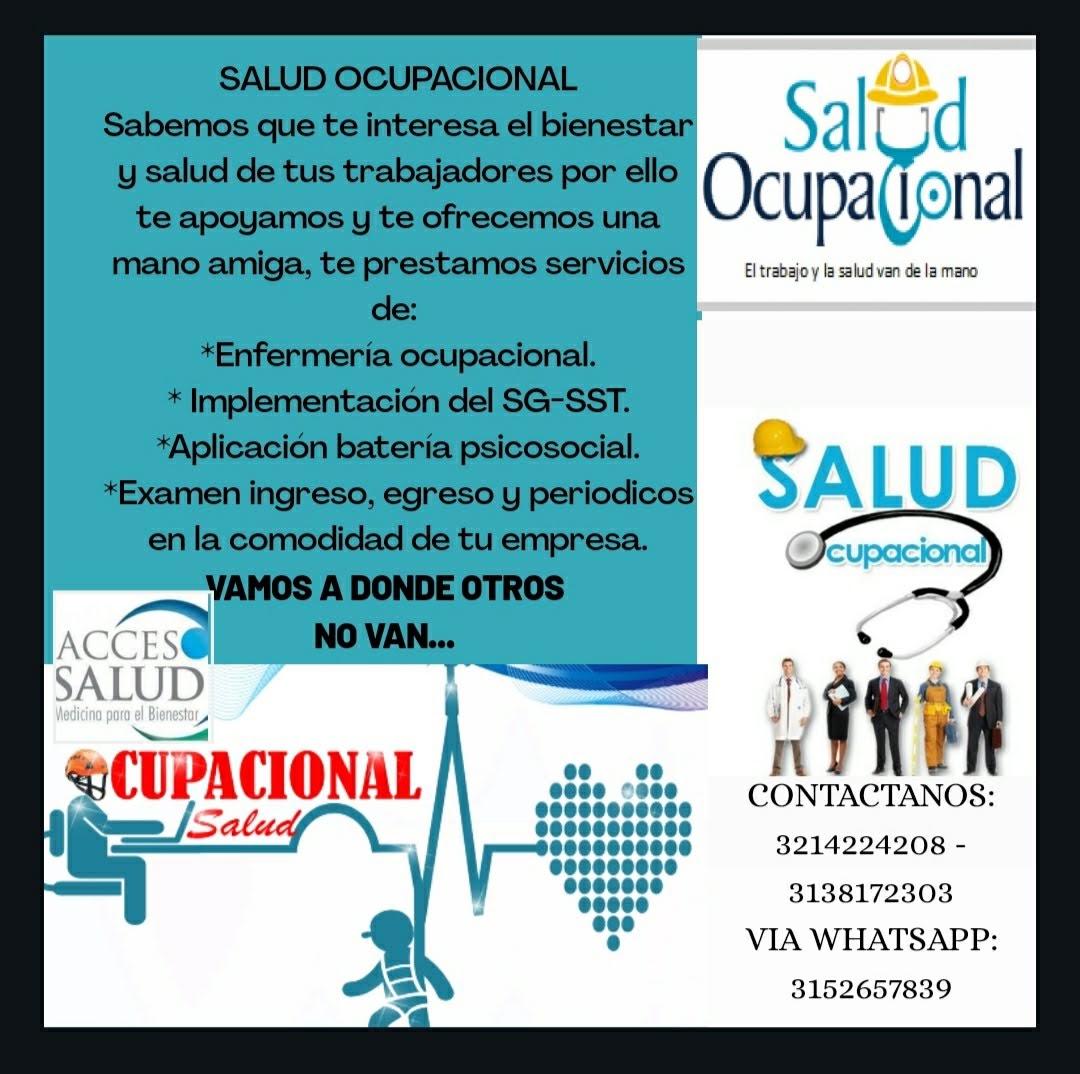 SALUD OCUPACIONAL
Sabemos que te interesa el bienestar
y salud de tus trabajadores por ello
te apoyamos y te ofrecemos una
mano amiga, te prestamos servicios
de:
*Enfermería ocupacional.
* Implementación del SG-SST.
*Aplicación batería psicosocial.
*Examen ingreso, egreso y periodicos
en la comodidad de tu empresa.
VAMOS A DONDE OTROS
NO VAN...
Salud
Ocupacional
El trabajo y la salud van de la mano
SALUD
Ocupacional
ACCESO
SALUD
Medicina para el Bienestar
OCUPACIONAL
Salud
CONTACTANOS:
3214224208 -
3138172303
VIA WHATSAPP:
3152657839